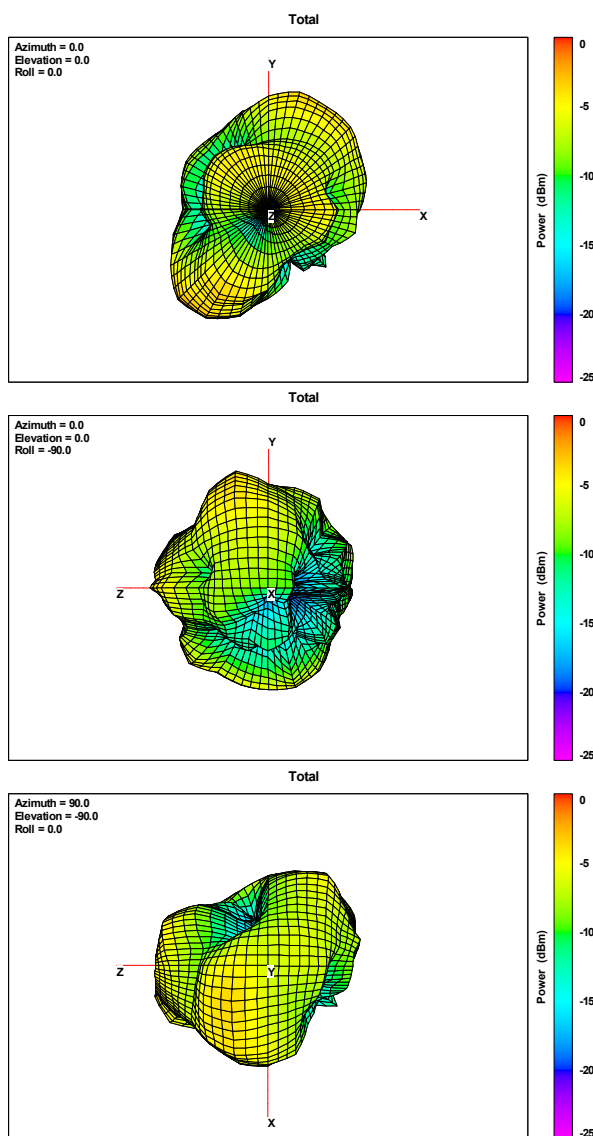 Total
Azimuth = 0.0
Elevation = 0.0
Roll = 0.0
Y
Z
X
0
-5
-10
-15
-20
-25
Power (dBm)
Total
Azimuth = 0.0
Elevation = 0.0
Roll = -90.0
Y
Z
X
0
-5
-10
-15
-20
-25
Power (dBm)
Total
Azimuth = 90.0
Elevation = -90.0
Roll = 0.0
Z
Y
X
0
-5
-10
-15
-20
-25
Power (dBm)